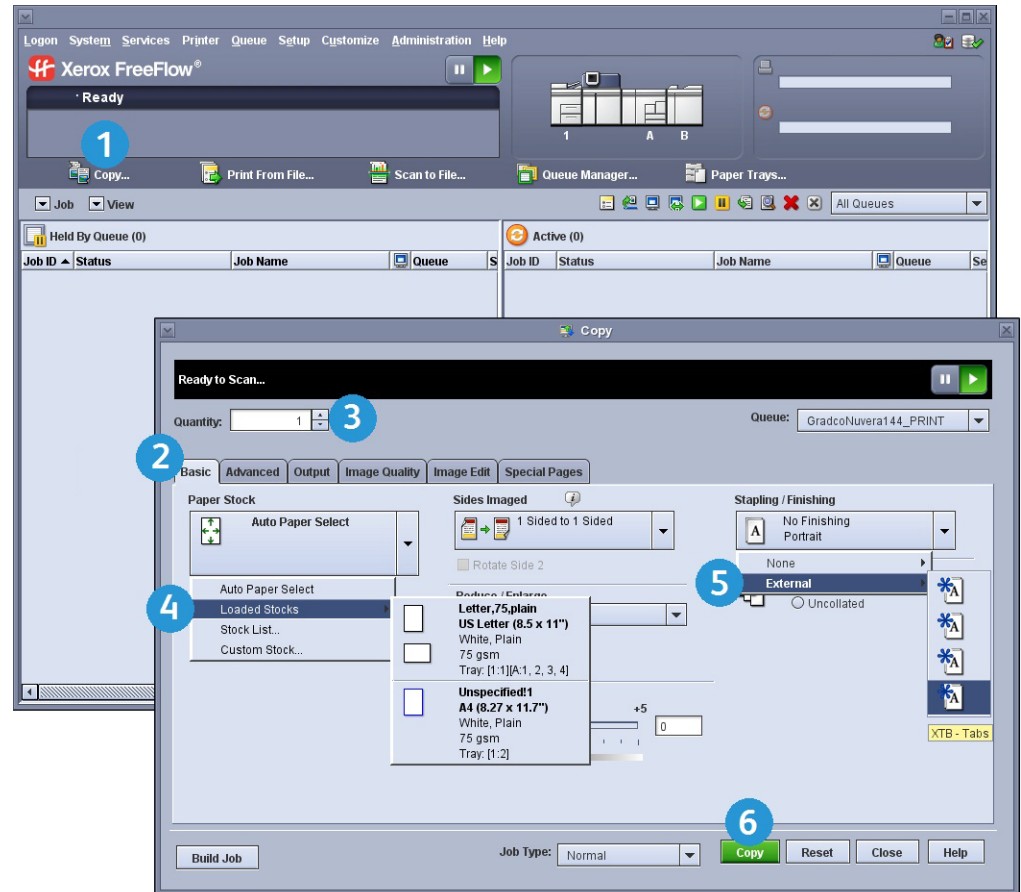 Logon System Services Printer Queue Setup Customize Administration Help
Xerox FreeFlow®
Ready
1 A B
1
Copy... Print From File... Scan to File... Queue Manager... Paper Trays...
Job View All Queues
Held By Queue (0) Active (0)
Job ID Status Job Name Queue S Job ID Status Job Name Queue Se
Copy
Ready to Scan...
Quantity: 1 3 Queue: GradcoNuvera144_PRINT
2
Basic Advanced Output Image Quality Image Edit Special Pages
Paper Stock Sides Imaged Stapling / Finishing
Auto Paper Select 1 Sided to 1 Sided No Finishing
A Portrait
Rotate Side 2 None
5 External
Auto Paper Select Reduce / Enlarge
4 Loaded Stocks Uncollated
Stock List...
Custom Stock...
Letter,75,plain
US Letter (8.5 x 11")
White, Plain
75 gsm
Tray: [1:1][A:1, 2, 3, 4]
Unspecified!1
A4 (8.27 x 11.7")
White, Plain
75 gsm
Tray: [1:2]
+5
0
A
A
A
A
XTB - Tabs
6
Build Job Job Type: Normal Copy Reset Close Help